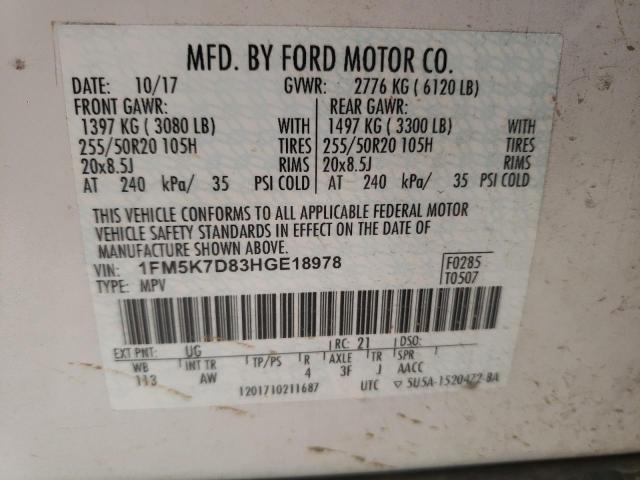 MFD. BY FORD MOTOR CO.
DATE: 10/17 GVWR: 2776 KG ( 6120 LB)
FRONT GAWR: REAR GAWR:
1397 KG ( 3080 LB) WITH 1497 KG ( 3300 LB) WITH
255/50R20 105H TIRES 255/50R20 105H TIRES
20x8.5J RIMS 20x8.5J RIMS
AT 240 kPa/ 35 PSI COLD AT 240 kPa/ 35 PSI COLD
THIS VEHICLE CONFORMS TO ALL APPLICABLE FEDERAL MOTOR
VEHICLE SAFETY STANDARDS IN EFFECT ON THE DATE OF
MANUFACTURE SHOWN ABOVE.
VIN: 1FM5K7D83HGE18978 F0285
TYPE: MPV T0507
EXT PNT: UG RC: 21 DSO:
WB INT TR TP/PS R AXLE TR SPR
113 AW 4 3F J AACC
1201710211687 UTC ▽ 5U5A-1520472-BA